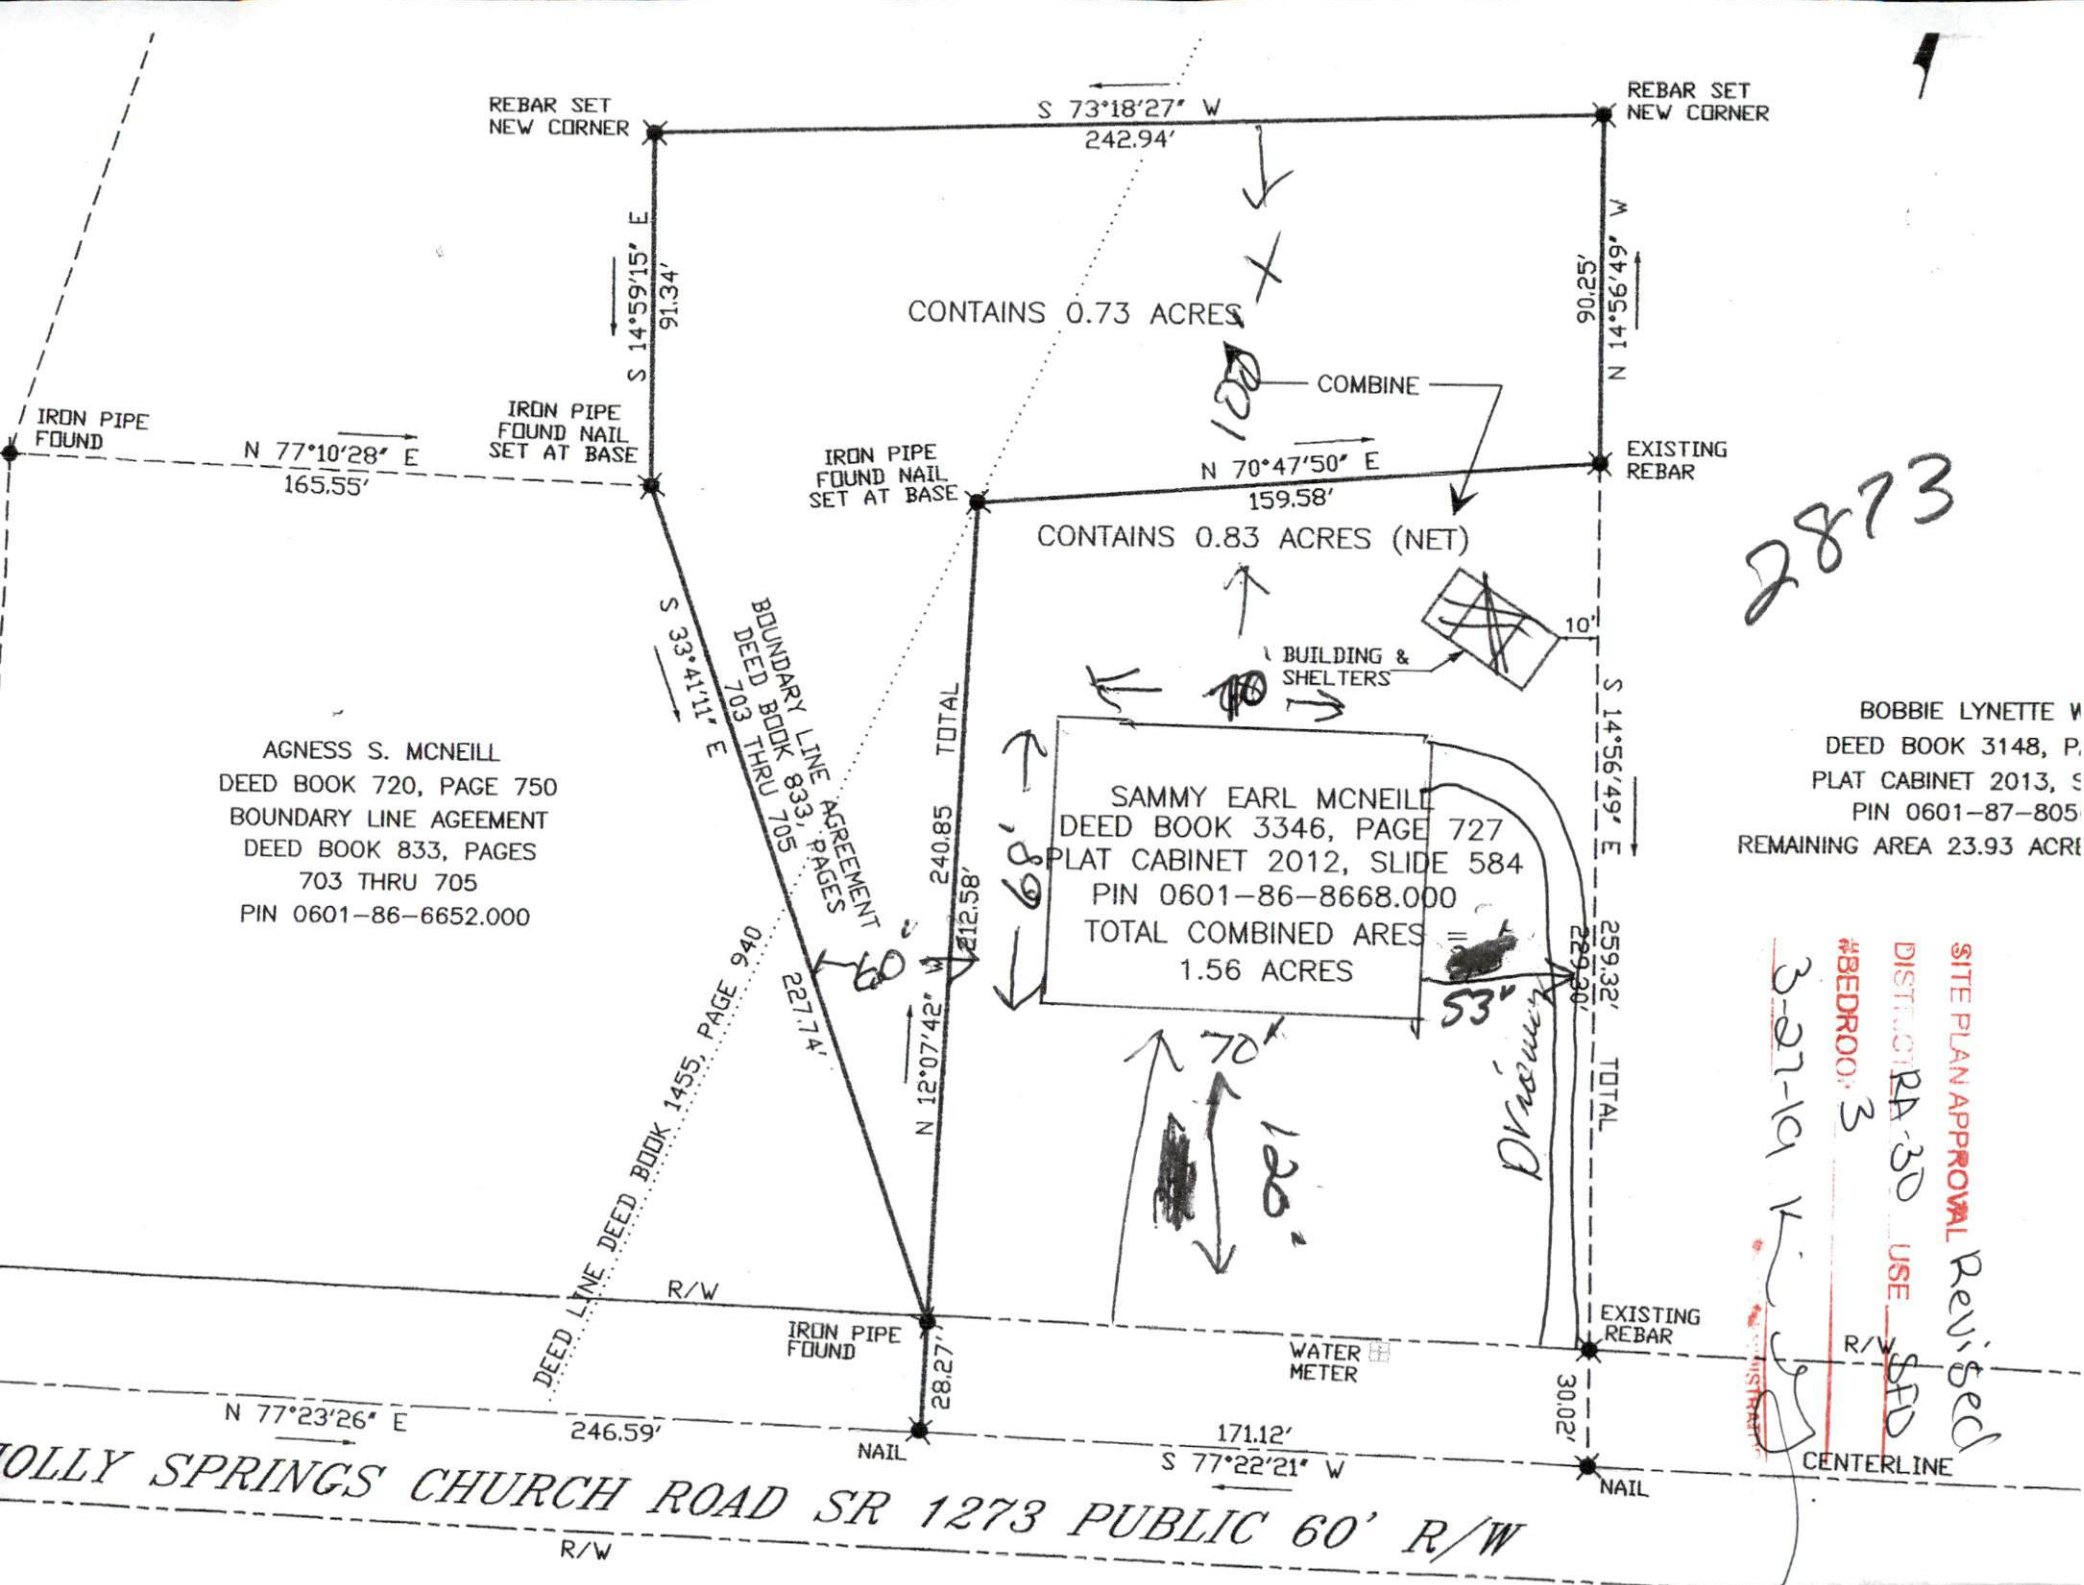 REBAR SET
NEW CORNER
S 73°18'27" W
242.94'
REBAR SET
NEW CORNER
S 14°59'15" E
91.34'
N 14°56'49" W
90.25'
CONTAINS 0.73 ACRES
100'
COMBINE
IRON PIPE
FOUND
N 77°10'28" E
165.55'
IRON PIPE
FOUND NAIL
SET AT BASE
IRON PIPE
FOUND NAIL
SET AT BASE
N 70°47'50" E
159.58'
EXISTING
REBAR
CONTAINS 0.83 ACRES (NET)
2873
10'
BUILDING &
SHELTERS
S 33°41'11" E
227.74'
BOUNDARY LINE AGREEMENT
DEED BOOK 833, PAGES
703 THRU 705
240.85 TOTAL
212.58'
N 12°07'42" W
S 14°56'49" E
259.32' TOTAL
229.30'
AGNESS S. MCNEILL
DEED BOOK 720, PAGE 750
BOUNDARY LINE AGEEMENT
DEED BOOK 833, PAGES
703 THRU 705
PIN 0601-86-6652.000
SAMMY EARL MCNEILL
DEED BOOK 3346, PAGE 727
PLAT CABINET 2012, SLIDE 584
PIN 0601-86-8668.000
TOTAL COMBINED ARES =
1.56 ACRES
68'
60'
53'
70'
120'
BOBBIE LYNETTE W
DEED BOOK 3148, PA
PLAT CABINET 2013, S
PIN 0601-87-805
REMAINING AREA 23.93 ACRE
SITE PLAN APPROVAL Revised
DISTRICT RA-30 USE SFD
#BEDROO 3
3-27-19
DEED LINE DEED BOOK 1455, PAGE 940
R/W
IRON PIPE
FOUND
28.27'
WATER
METER
EXISTING
REBAR
R/W
30.02'
N 77°23'26" E
246.59'
NAIL
171.12'
S 77°22'21" W
NAIL
CENTERLINE
OLLY SPRINGS CHURCH ROAD SR 1273 PUBLIC 60' R/W
R/W